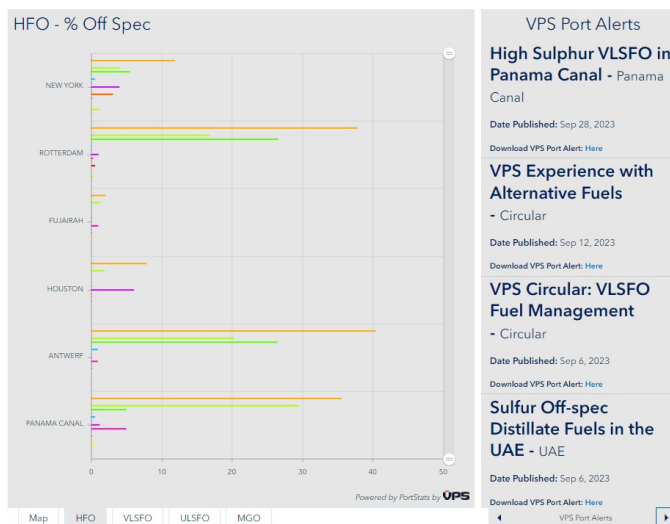 HFO - % Off Spec
NEW YORK
ROTTERDAM
FUJAIRAH
HOUSTON
ANTWERP
PANAMA CANAL
0 10 20 30 40 50
Powered by PortStats by VPS
Map HFO VLSFO ULSFO MGO
VPS Port Alerts
High Sulphur VLSFO in
Panama Canal - Panama
Canal
Date Published: Sep 28, 2023
Download VPS Port Alert: Here
VPS Experience with
Alternative Fuels
- Circular
Date Published: Sep 12, 2023
Download VPS Port Alert: Here
VPS Circular: VLSFO
Fuel Management
- Circular
Date Published: Sep 6, 2023
Download VPS Port Alert: Here
Sulfur Off-spec
Distillate Fuels in the
UAE - UAE
Date Published: Sep 6, 2023
Download VPS Port Alert: Here
VPS Port Alerts